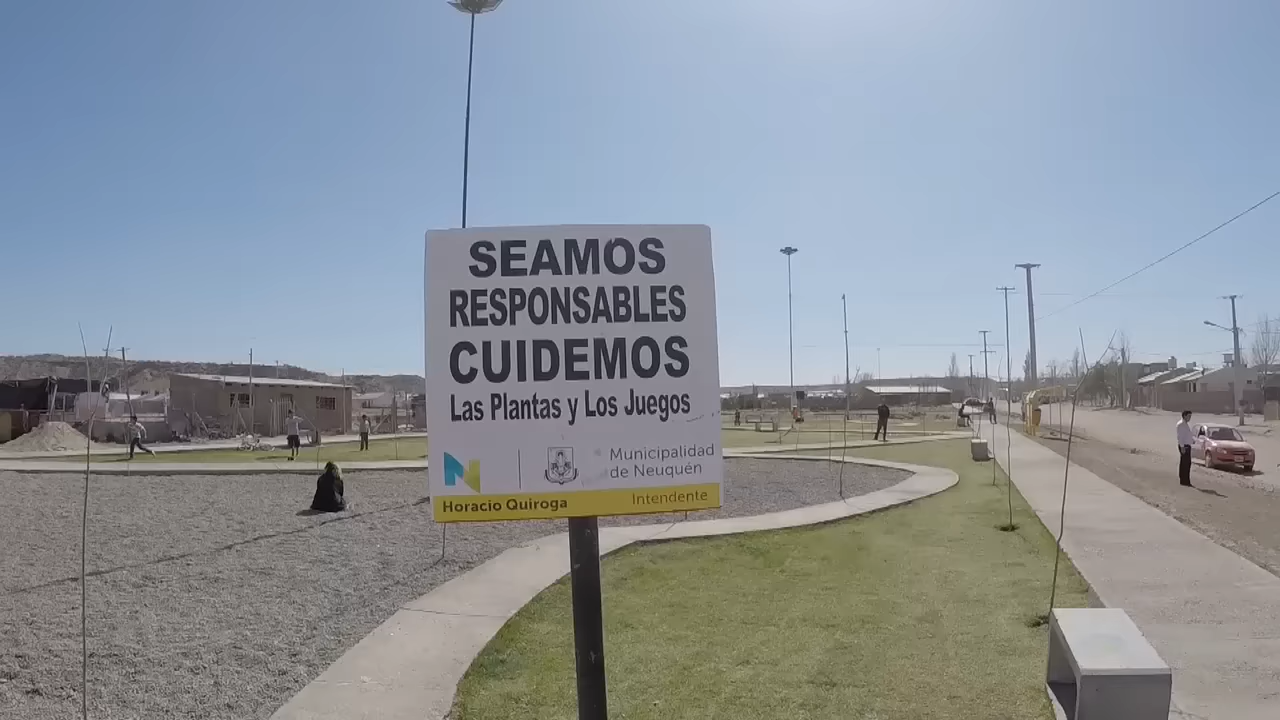 SEAMOS
RESPONSABLES
CUIDEMOS
Las Plantas y Los Juegos
Municipalidad
de Neuquén
Horacio Quiroga Intendente